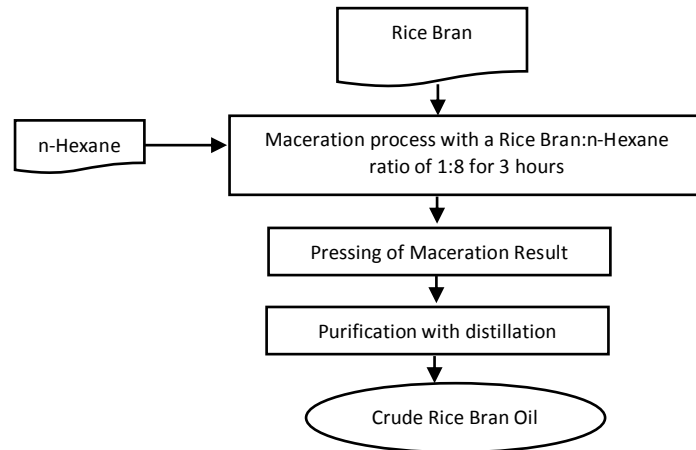 Rice Bran
n-Hexane
Maceration process with a Rice Bran:n-Hexane
ratio of 1:8 for 3 hours
Pressing of Maceration Result
Purification with distillation
Crude Rice Bran Oil